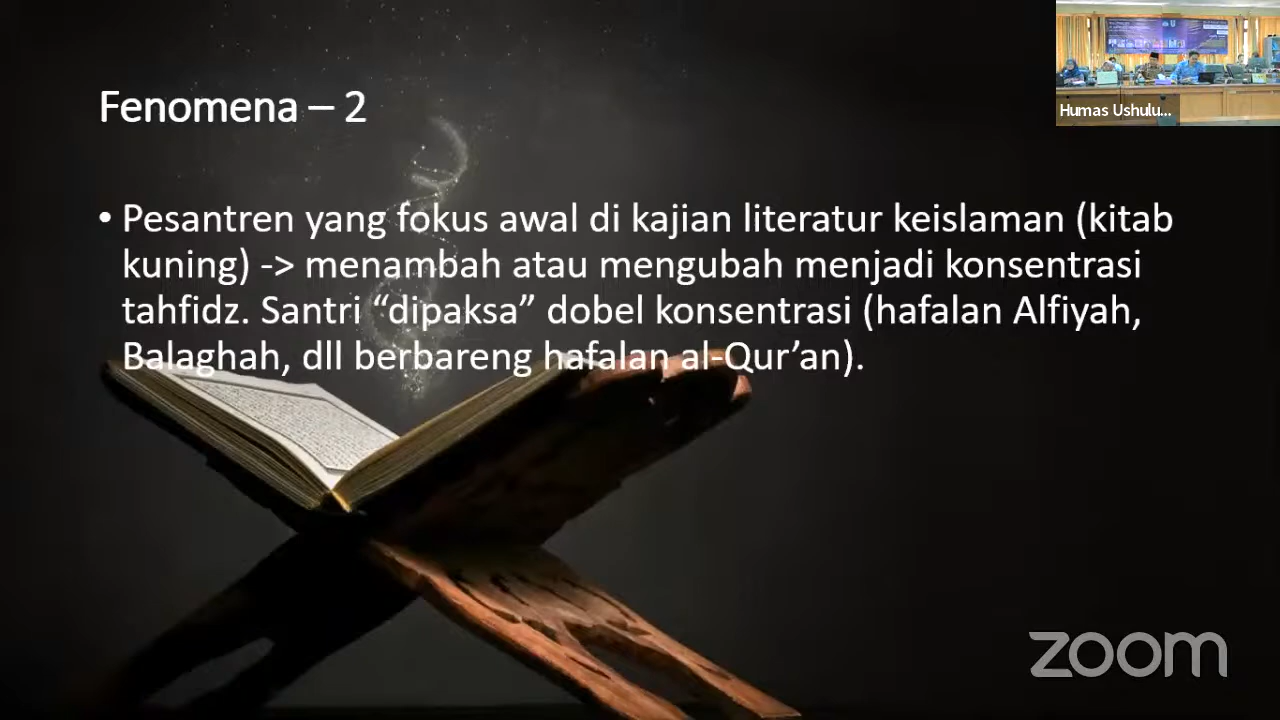 Fenomena – 2
• Pesantren yang fokus awal di kajian literatur keislaman (kitab
kuning) -> menambah atau mengubah menjadi konsentrasi
tahfidz. Santri “dipaksa” dobel konsentrasi (hafalan Alfiyah,
Balaghah, dll berbareng hafalan al-Qur’an).
Humas Ushulu...
zoom